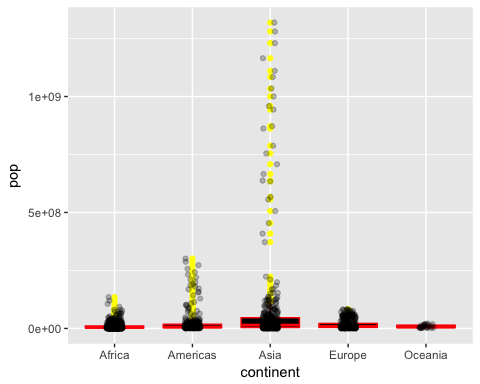 pop
1e+09
5e+08
0e+00
Africa Americas Asia Europe Oceania
continent